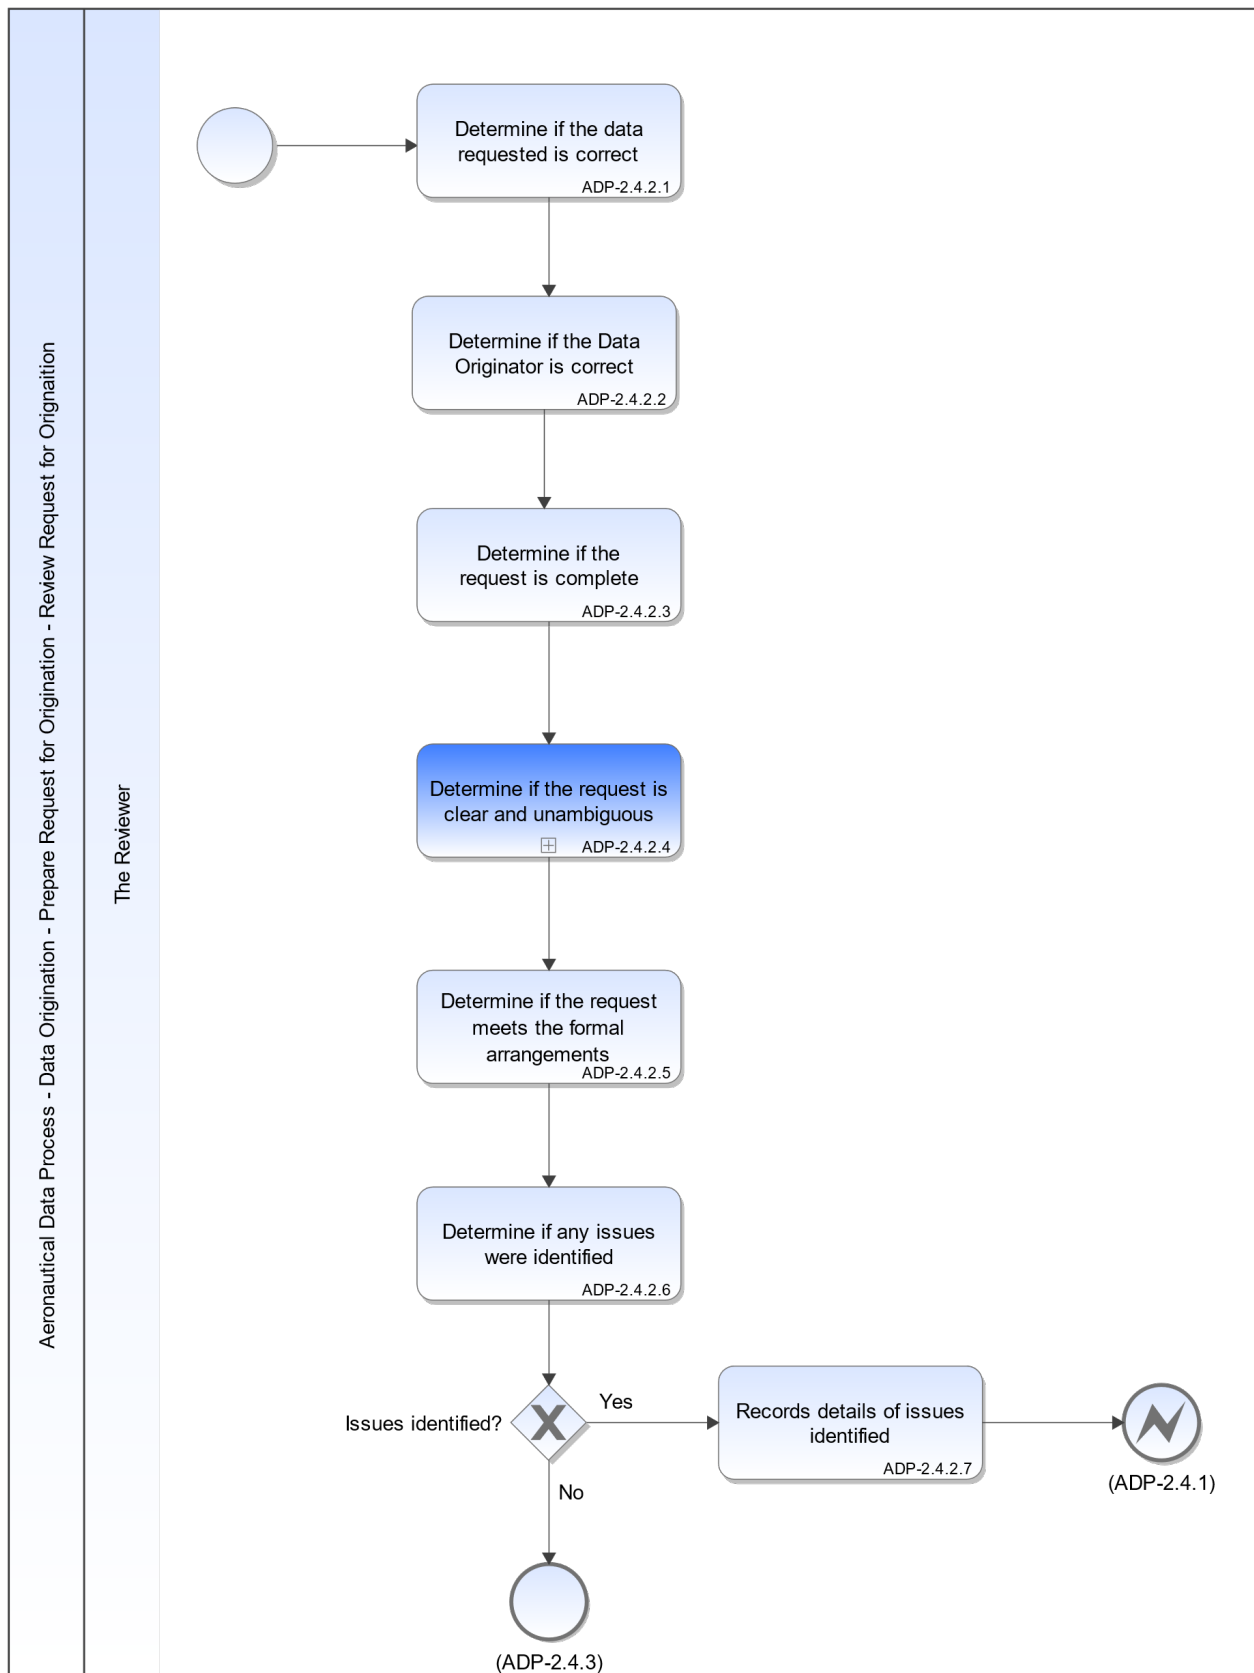 Aeronautical Data Process - Data Origination - Prepare Request for Origination - Review Request for Orignaition
The Reviewer
Determine if the data
requested is correct
ADP-2.4.2.1
Determine if the Data
Originator is correct
ADP-2.4.2.2
Determine if the
request is complete
ADP-2.4.2.3
Determine if the request is
clear and unambiguous
ADP-2.4.2.4
Determine if the request
meets the formal
arrangements
ADP-2.4.2.5
Determine if any issues
were identified
ADP-2.4.2.6
Issues identified?
Yes
Records details of issues
identified
ADP-2.4.2.7
(ADP-2.4.1)
No
(ADP-2.4.3)